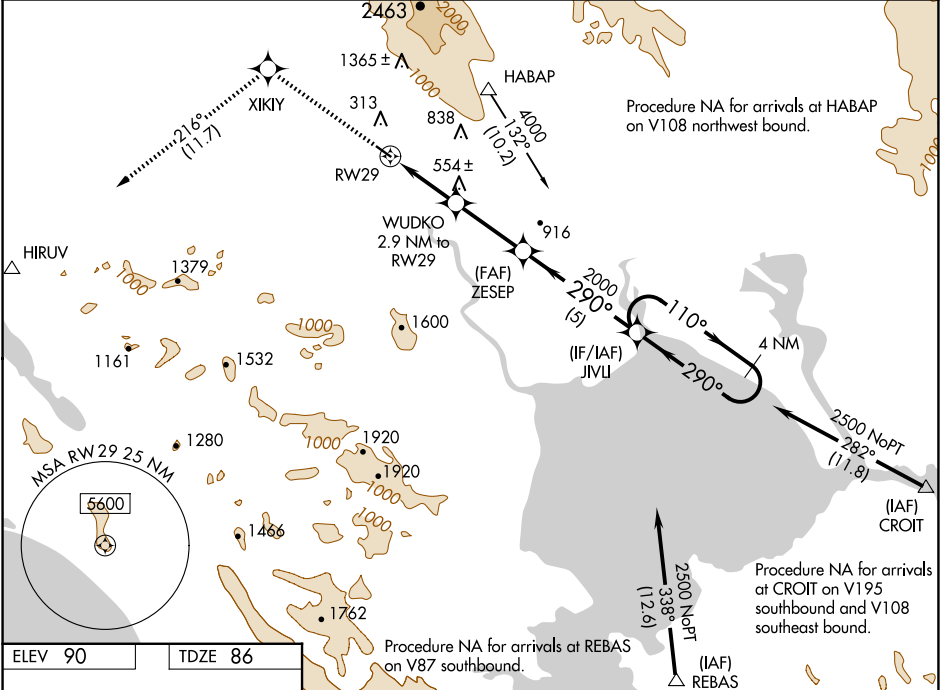 2463
2000
1365 ±
1000
HABAP
XIKIY
313
838
4000
132°
(10.2)
Procedure NA for arrivals at HABAP
on V108 northwest bound.
1000
216°
(11.7)
RW29
554 ±
WUDKO
2.9 NM to
RW29
916
HIRUV
1000
1379
(FAF)
ZESEP
2000
290°
(5)
110°
4 NM
1000
1600
1161
1532
(IF/IAF)
JIVLI
290°
2500 NoPT
282°
(11.8)
1280
1000
1920
1920
1000
MSA RW 29 25 NM
5600
1000
1466
(IAF)
CROIT
2500 NoPT
338°
(12.6)
Procedure NA for arrivals
at CROIT on V195
southbound and V108
southeast bound.
1762
Procedure NA for arrivals at REBAS
on V87 southbound.
(IAF)
REBAS
ELEV 90
TDZE 86